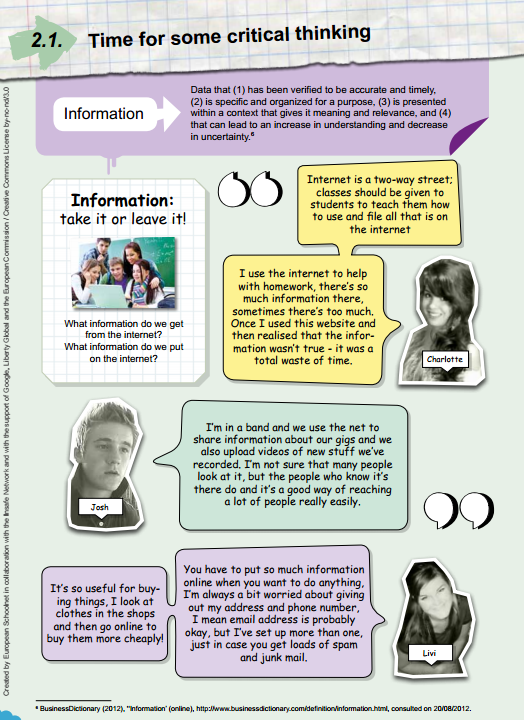 2.1. Time for some critical thinking
Information
Data that (1) has been verified to be accurate and timely,
(2) is specific and organized for a purpose, (3) is presented
within a context that gives it meaning and relevance, and (4)
that can lead to an increase in understanding and decrease
in uncertainty.⁶
Information:
take it or leave it!
What information do we get
from the internet?
What information do we put
on the internet?
Internet is a two-way street;
classes should be given to
students to teach them how
to use and file all that is on
the internet
I use the internet to help
with homework, there's so
much information there,
sometimes there's too much.
Once I used this website and
then realised that the infor-
mation wasn't true - it was a
total waste of time.
Charlotte
I'm in a band and we use the net to
share information about our gigs and we
also upload videos of new stuff we've
recorded. I'm not sure that many people
look at it, but the people who know it's
there do and it's a good way of reaching
a lot of people really easily.
Josh
It's so useful for buy-
ing things, I look at
clothes in the shops
and then go online to
buy them more cheaply!
You have to put so much information
online when you want to do anything,
I'm always a bit worried about giving
out my address and phone number,
I mean email address is probably
okay, but I've set up more than one,
just in case you get loads of spam
and junk mail.
Livi
⁶ BusinessDictionary (2012), "Information' (online), http://www.businessdictionary.com/definition/information.html, consulted on 20/08/2012.
Created by European Schoolnet in collaboration with the Insafe Network and with the support of Google, Liberty Global and the European Commission / Creative Commons License by-nc-nd/3.0